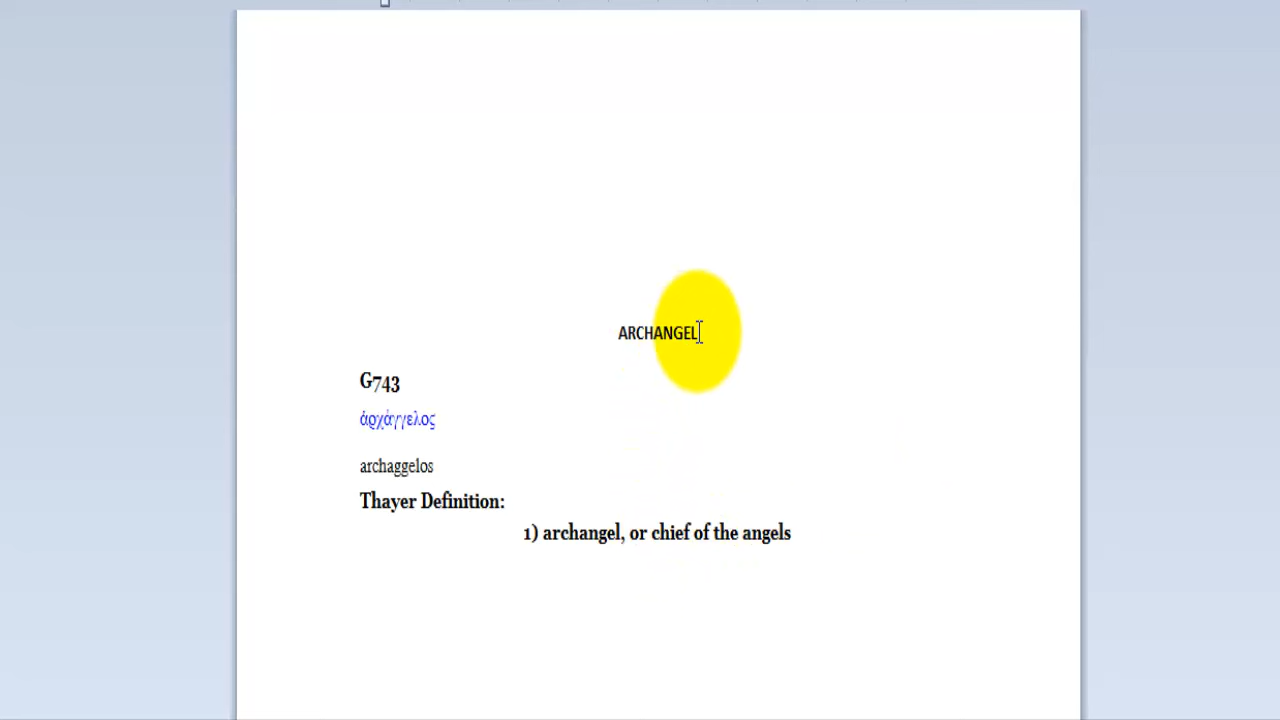 ARCHANGEL
G743
ἀρχάγγελος
archaggelos
Thayer Definition:
1) archangel, or chief of the angels